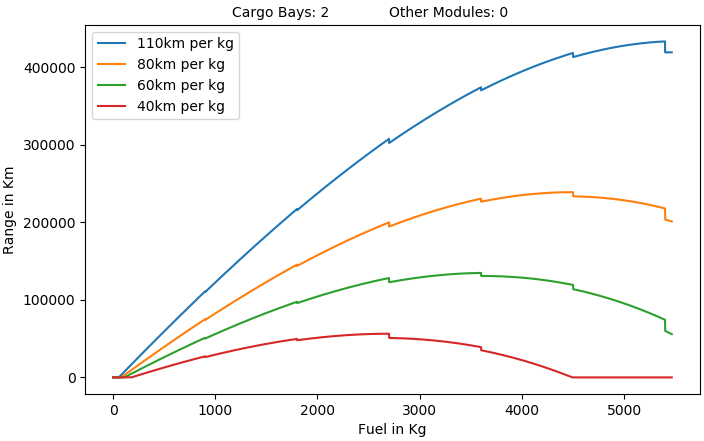 Cargo Bays: 2 Other Modules: 0
110km per kg
80km per kg
60km per kg
40km per kg
Range in Km
400000
300000
200000
100000
0
0 1000 2000 3000 4000 5000
Fuel in Kg